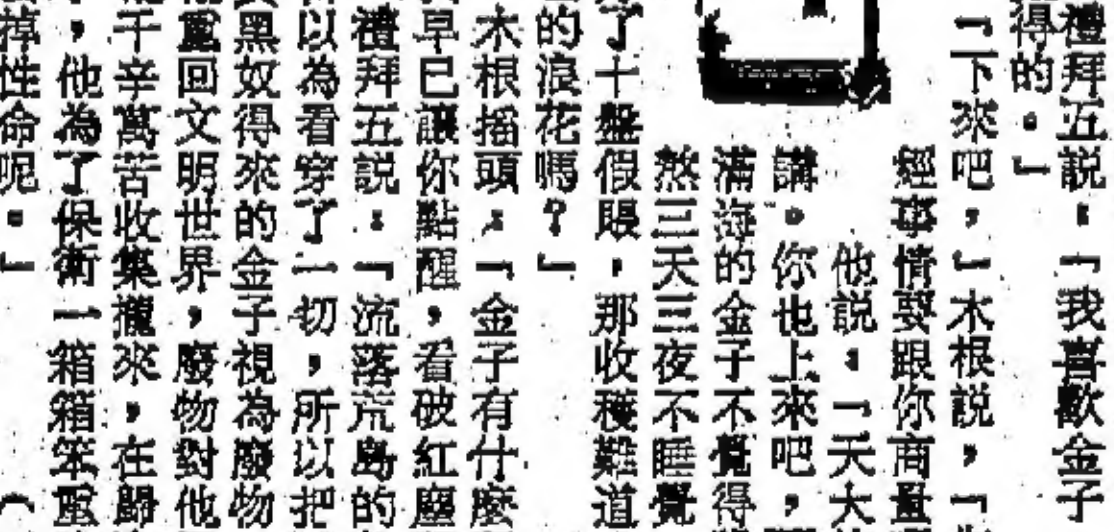 禮拜五說:「我喜歡金子
得的。」
「下來吧,」木根說,「
經事情要跟你商量
他說:「天大
講。你也上來吧,
滿海的金子不覺得
熬三天三夜不睡覺
了十盤假眼,那收穫難道
的浪花嗎?」
木根搖頭:「金子有什麼
早已讓你點醒,看破紅塵
禮拜五說:「流落荒島的
以為看穿了一切,所以把
黑奴得來的金子視為廢物
重回文明世界,廢物對他
千辛萬苦收集攏來,在歸
,他為了保衛一箱箱笨重
掉性命呢。」